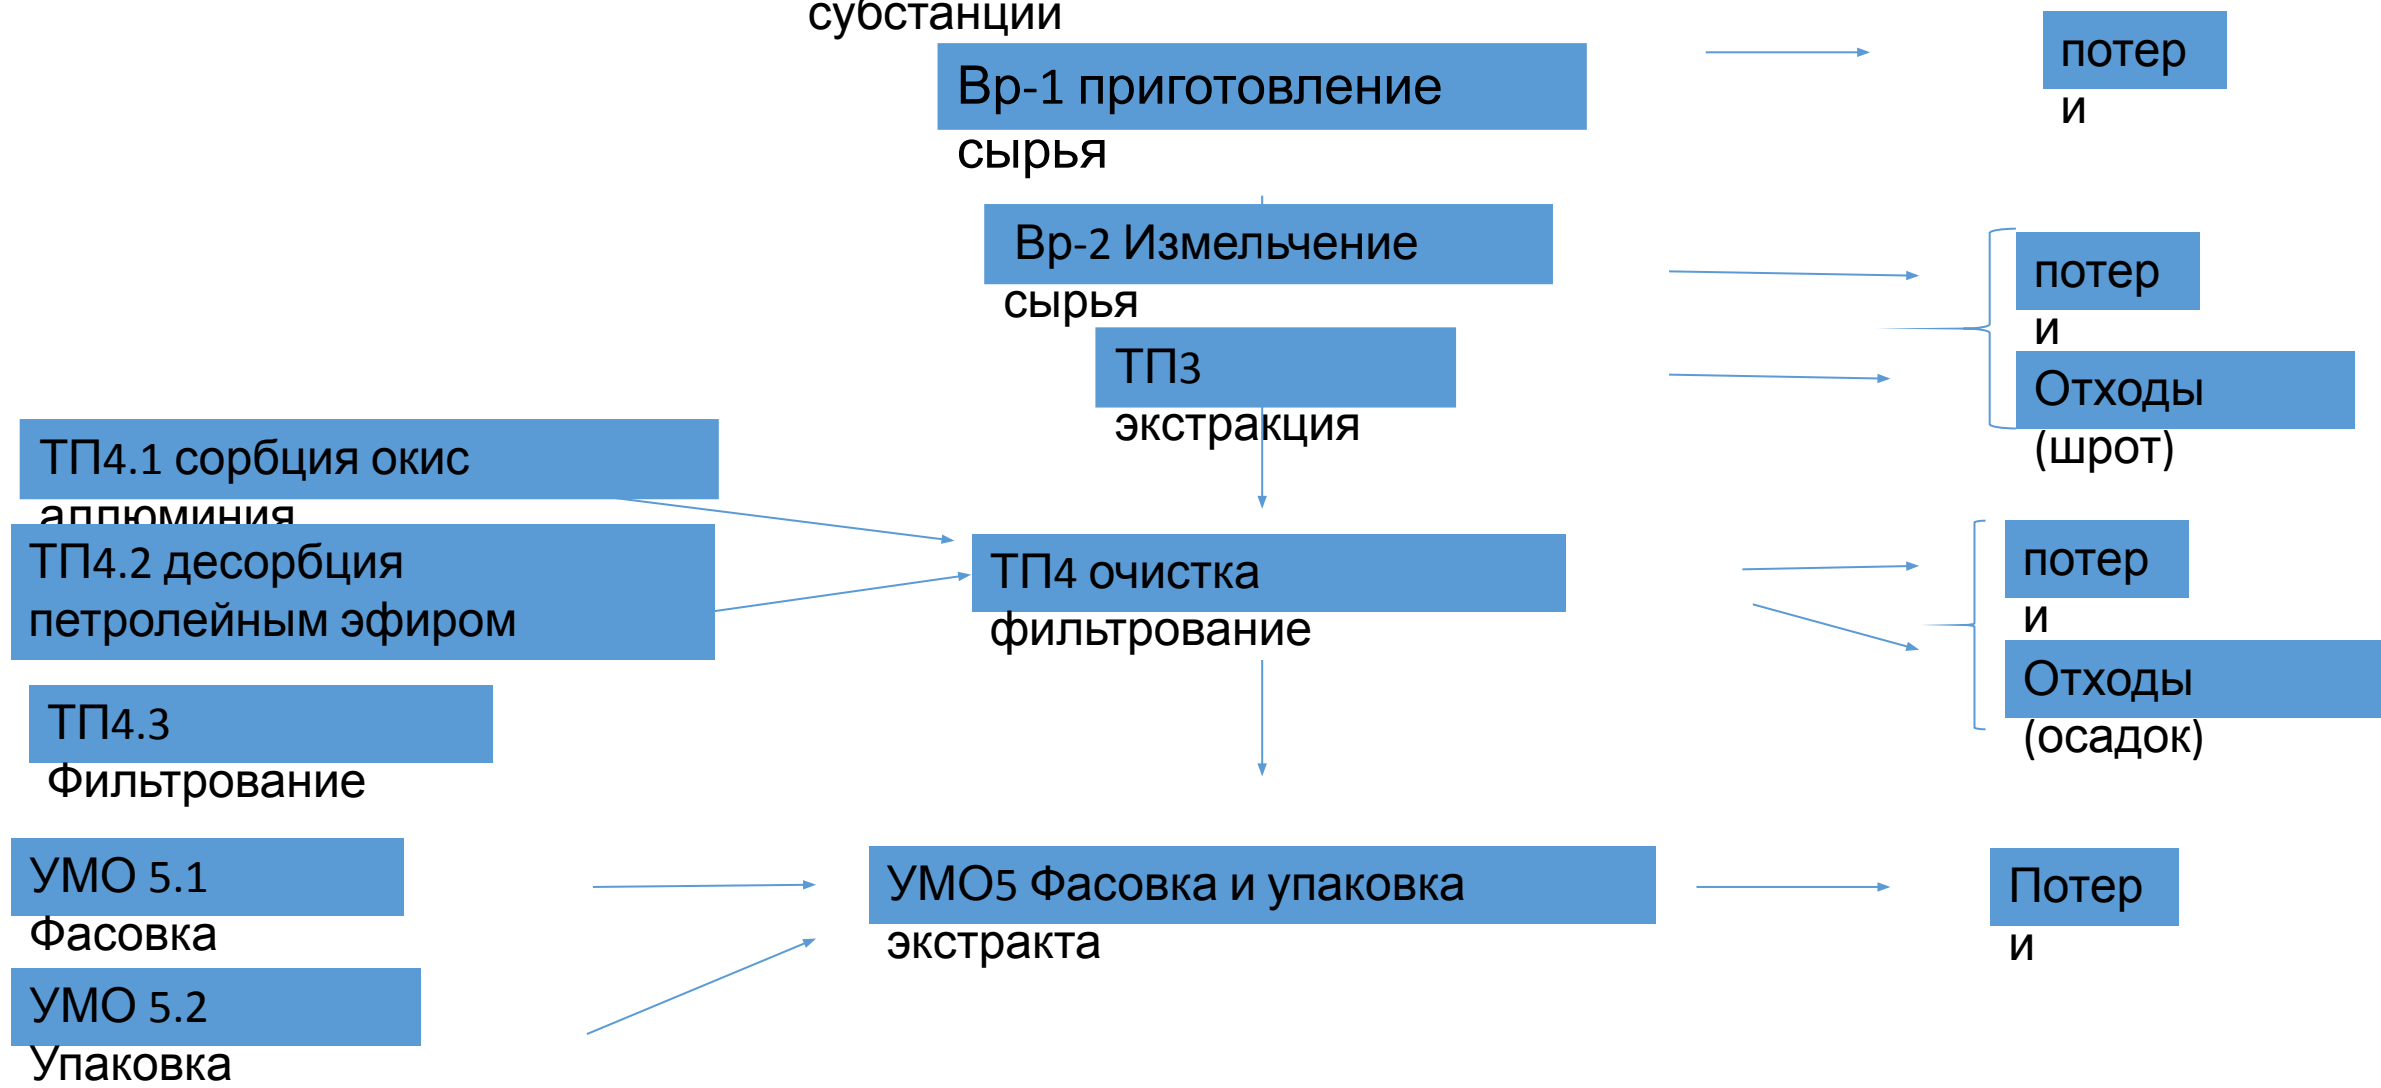 субстанции
Вр-1 приготовление
сырья
потер
и
Вр-2 Измельчение
сырья
потер
и
ТП3
экстракция
Отходы
(шрот)
ТП4.1 сорбция окис
аллюминия
ТП4.2 десорбция
петролейным эфиром
ТП4 очистка
фильтрование
потер
и
Отходы
(осадок)
ТП4.3
Фильтрование
УМО 5.1
Фасовка
УМО5 Фасовка и упаковка
экстракта
Потер
и
УМО 5.2
Упаковка